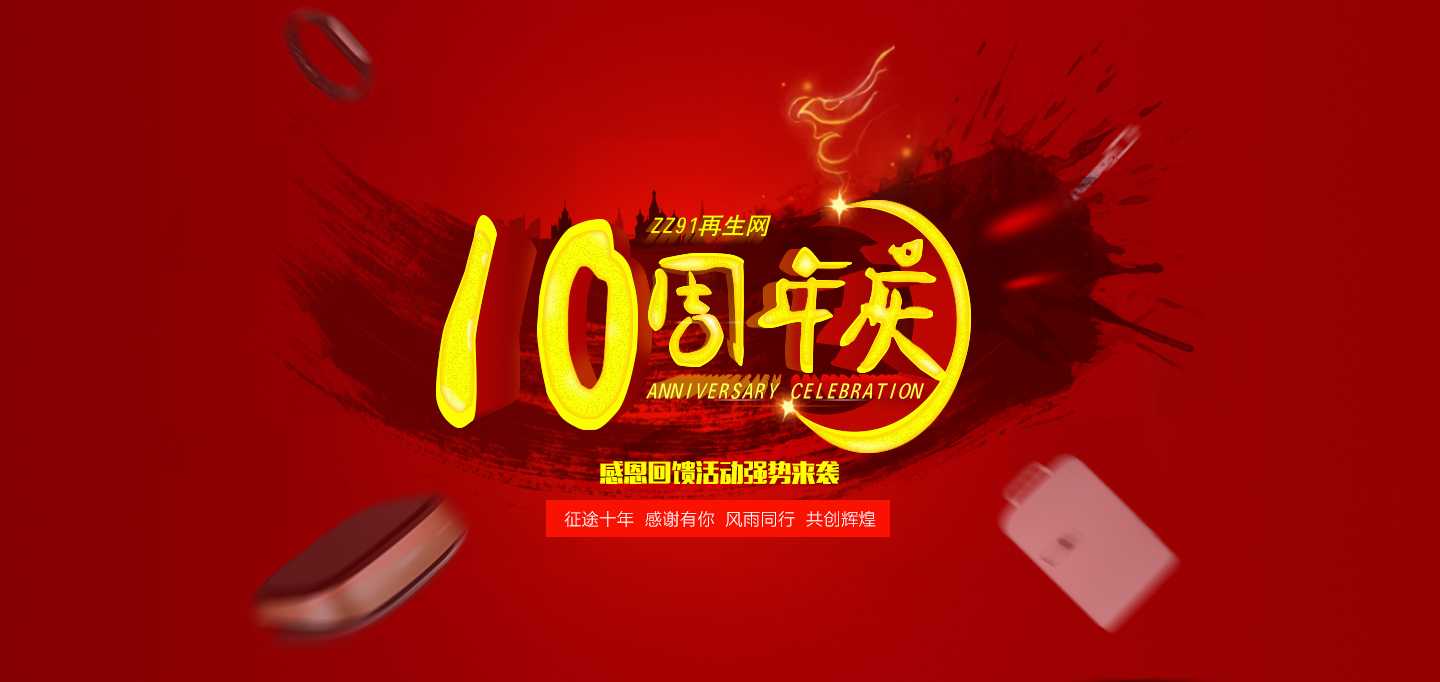 ZZ91再生网
10周年庆
ANNIVERSARY CELEBRATION
感恩回馈活动强势来袭
征途十年 感谢有你 风雨同行 共创辉煌